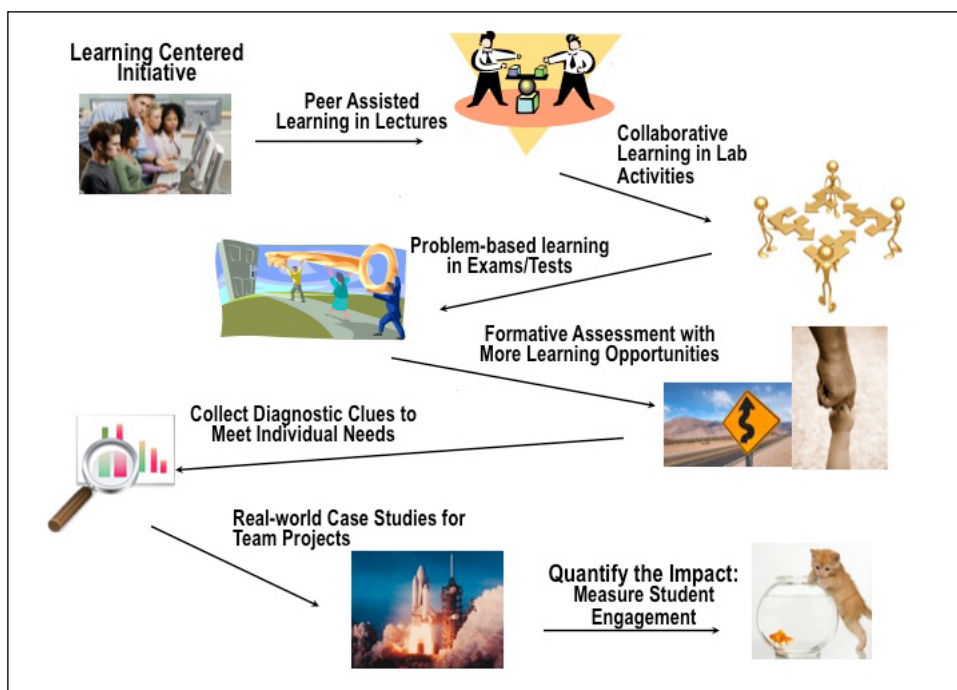 Learning Centered
Initiative
Peer Assisted
Learning in Lectures
Collaborative
Learning in Lab
Activities
Problem-based learning
in Exams/Tests
Formative Assessment with
More Learning Opportunities
Collect Diagnostic Clues to
Meet Individual Needs
Real-world Case Studies for
Team Projects
Quantify the Impact:
Measure Student
Engagement